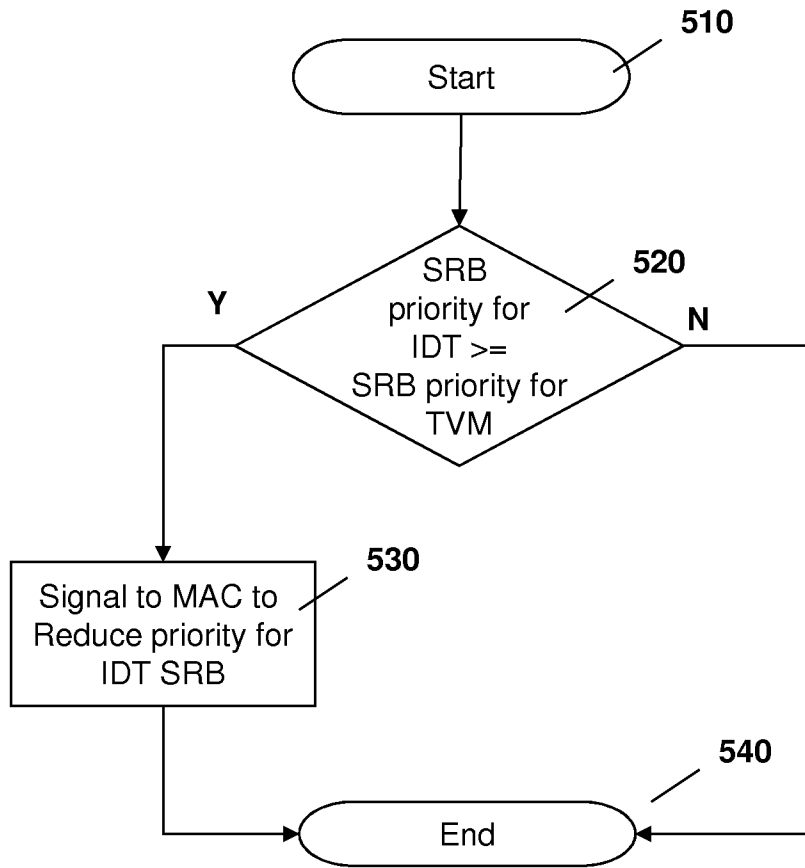 510
Start
520
SRB
priority for
IDT >=
SRB priority for
TVM
Y
N
530
Signal to MAC to
Reduce priority for
IDT SRB
540
End